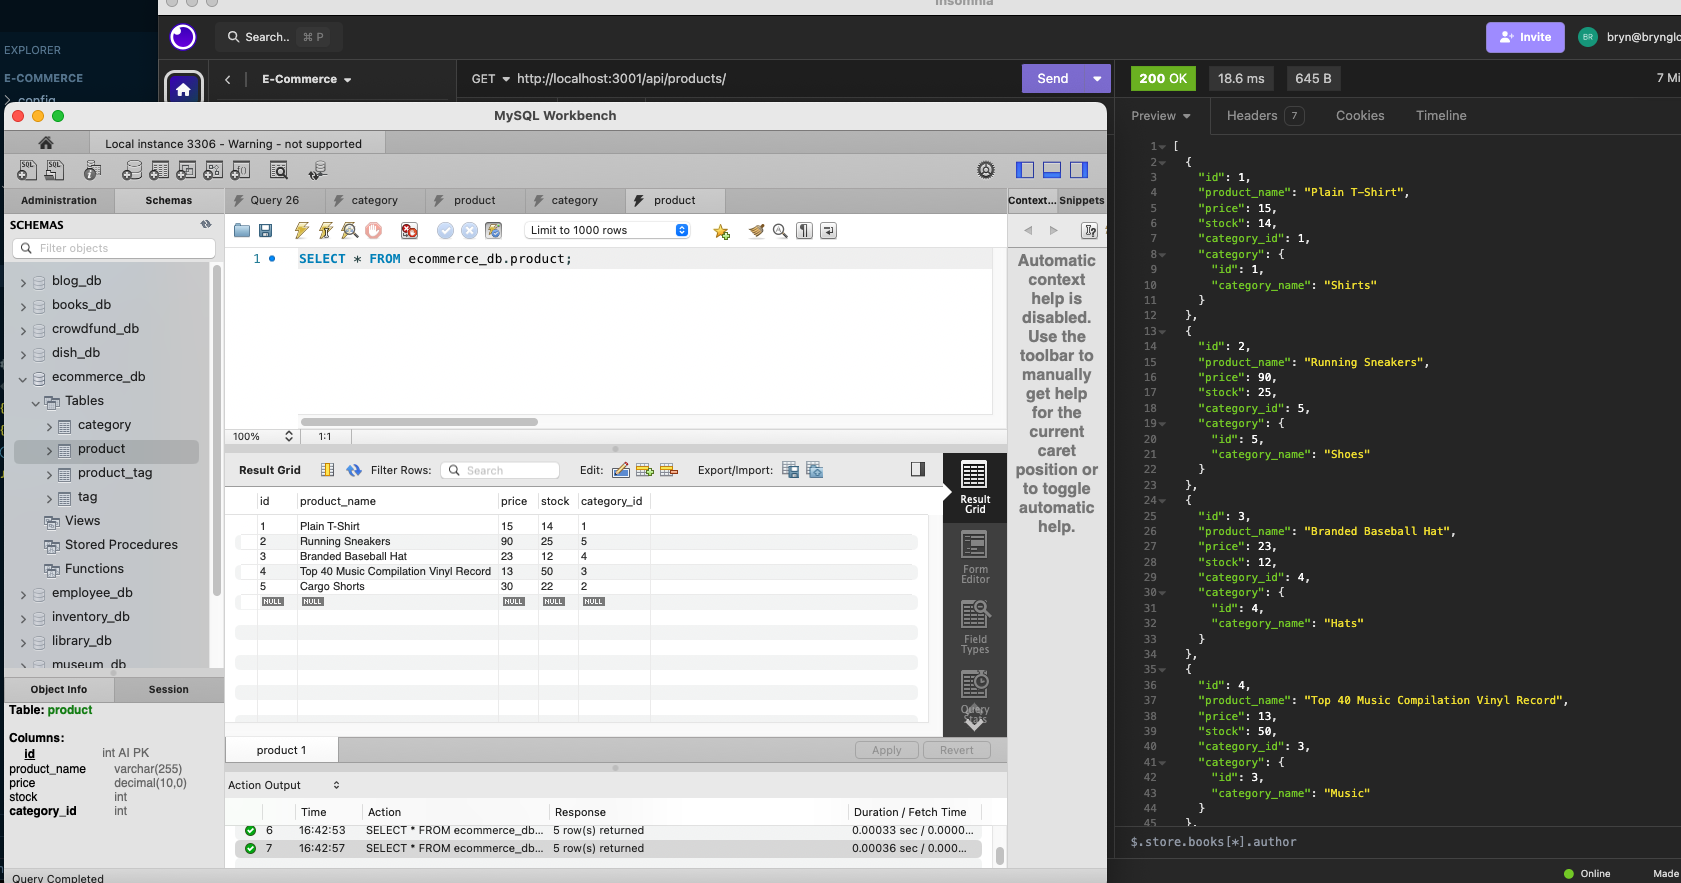 Insomnia
EXPLORER
E-COMMERCE
config
Search..
⌘ P
Invite
BR
E-Commerce
GET
http://localhost:3001/api/products/
Send
200 OK
18.6 ms
645 B
Preview
Headers
7
Cookies
Timeline
MySQL Workbench
Local instance 3306 - Warning - not supported
Administration
Schemas
Query 26
category
product
category
product
Context...
Snippets
SCHEMAS
Filter objects
blog_db
books_db
crowdfund_db
dish_db
ecommerce_db
Tables
category
product
product_tag
tag
Views
Stored Procedures
Functions
employee_db
inventory_db
library_db
museum_db
Object Info
Session
Table: product
Columns:
id int AI PK
product_name varchar(255)
price decimal(10,0)
stock int
category_id int
Query Completed
Limit to 1000 rows
1 SELECT * FROM ecommerce_db.product;
100%
1:1
Automatic
context
help is
disabled.
Use the
toolbar to
manually
get help
for the
current
caret
position or
to toggle
automatic
help.
Result Grid
Filter Rows:
Search
Edit:
Export/Import:
id product_name price stock category_id
1 Plain T-Shirt 15 14 1
2 Running Sneakers 90 25 5
3 Branded Baseball Hat 23 12 4
4 Top 40 Music Compilation Vinyl Record 13 50 3
5 Cargo Shorts 30 22 2
NULL NULL NULL NULL NULL
Result
Grid
Form
Editor
Field
Types
Query
Stats
product 1
Apply
Revert
Action Output
Time Action Response Duration / Fetch Time
6 16:42:53 SELECT * FROM ecommerce_db... 5 row(s) returned 0.00033 sec / 0.0000...
7 16:42:57 SELECT * FROM ecommerce_db... 5 row(s) returned 0.00036 sec / 0.0000...
1 [
2 {
3 "id": 1,
4 "product_name": "Plain T-Shirt",
5 "price": 15,
6 "stock": 14,
7 "category_id": 1,
8 "category": {
9 "id": 1,
10 "category_name": "Shirts"
11 }
12 },
13 {
14 "id": 2,
15 "product_name": "Running Sneakers",
16 "price": 90,
17 "stock": 25,
18 "category_id": 5,
19 "category": {
20 "id": 5,
21 "category_name": "Shoes"
22 }
23 },
24 {
25 "id": 3,
26 "product_name": "Branded Baseball Hat",
27 "price": 23,
28 "stock": 12,
29 "category_id": 4,
30 "category": {
31 "id": 4,
32 "category_name": "Hats"
33 }
34 },
35 {
36 "id": 4,
37 "product_name": "Top 40 Music Compilation Vinyl Record",
38 "price": 13,
39 "stock": 50,
40 "category_id": 3,
41 "category": {
42 "id": 3,
43 "category_name": "Music"
44 }
45 },
$.store.books[*].author
Online
Made